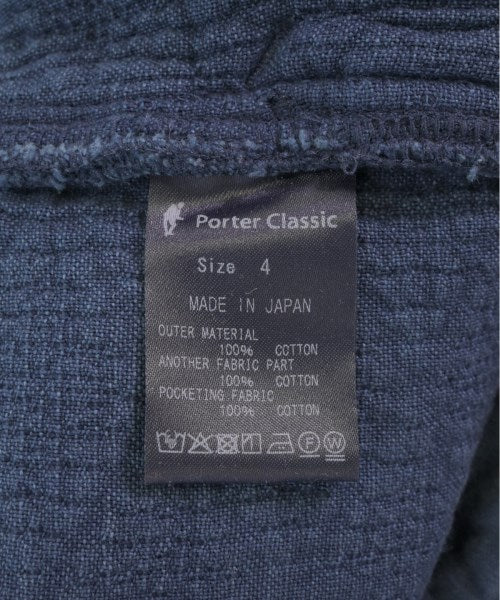 Porter Classic
Size 4
MADE IN JAPAN
OUTER MATERIAL
100% COTTON
ANOTHER FABRIC PART
100% COTTON
POCKETING FABRIC
100% COTTON
F W